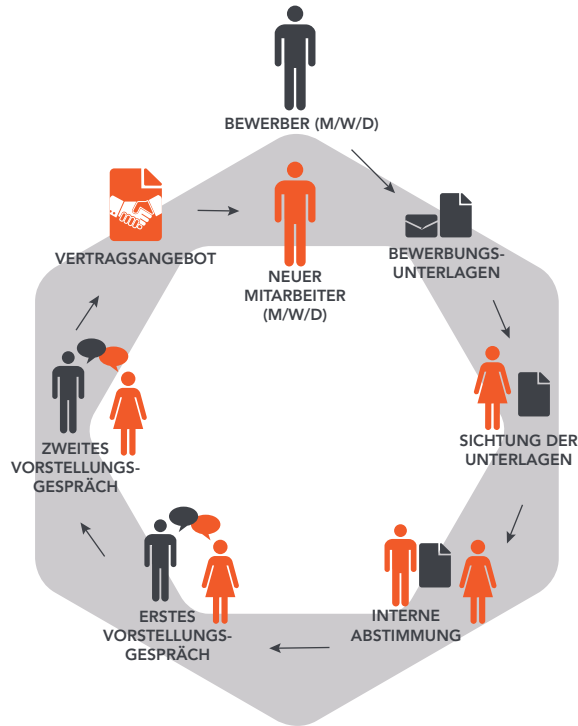 BEWERBER (M/W/D)
BEWERBUNGS-
UNTERLAGEN
SICHTUNG DER
UNTERLAGEN
INTERNE
ABSTIMMUNG
ERSTES
VORSTELLUNGS-
GESPRÄCH
ZWEITES
VORSTELLUNGS-
GESPRÄCH
VERTRAGSANGEBOT
NEUER
MITARBEITER
(M/W/D)